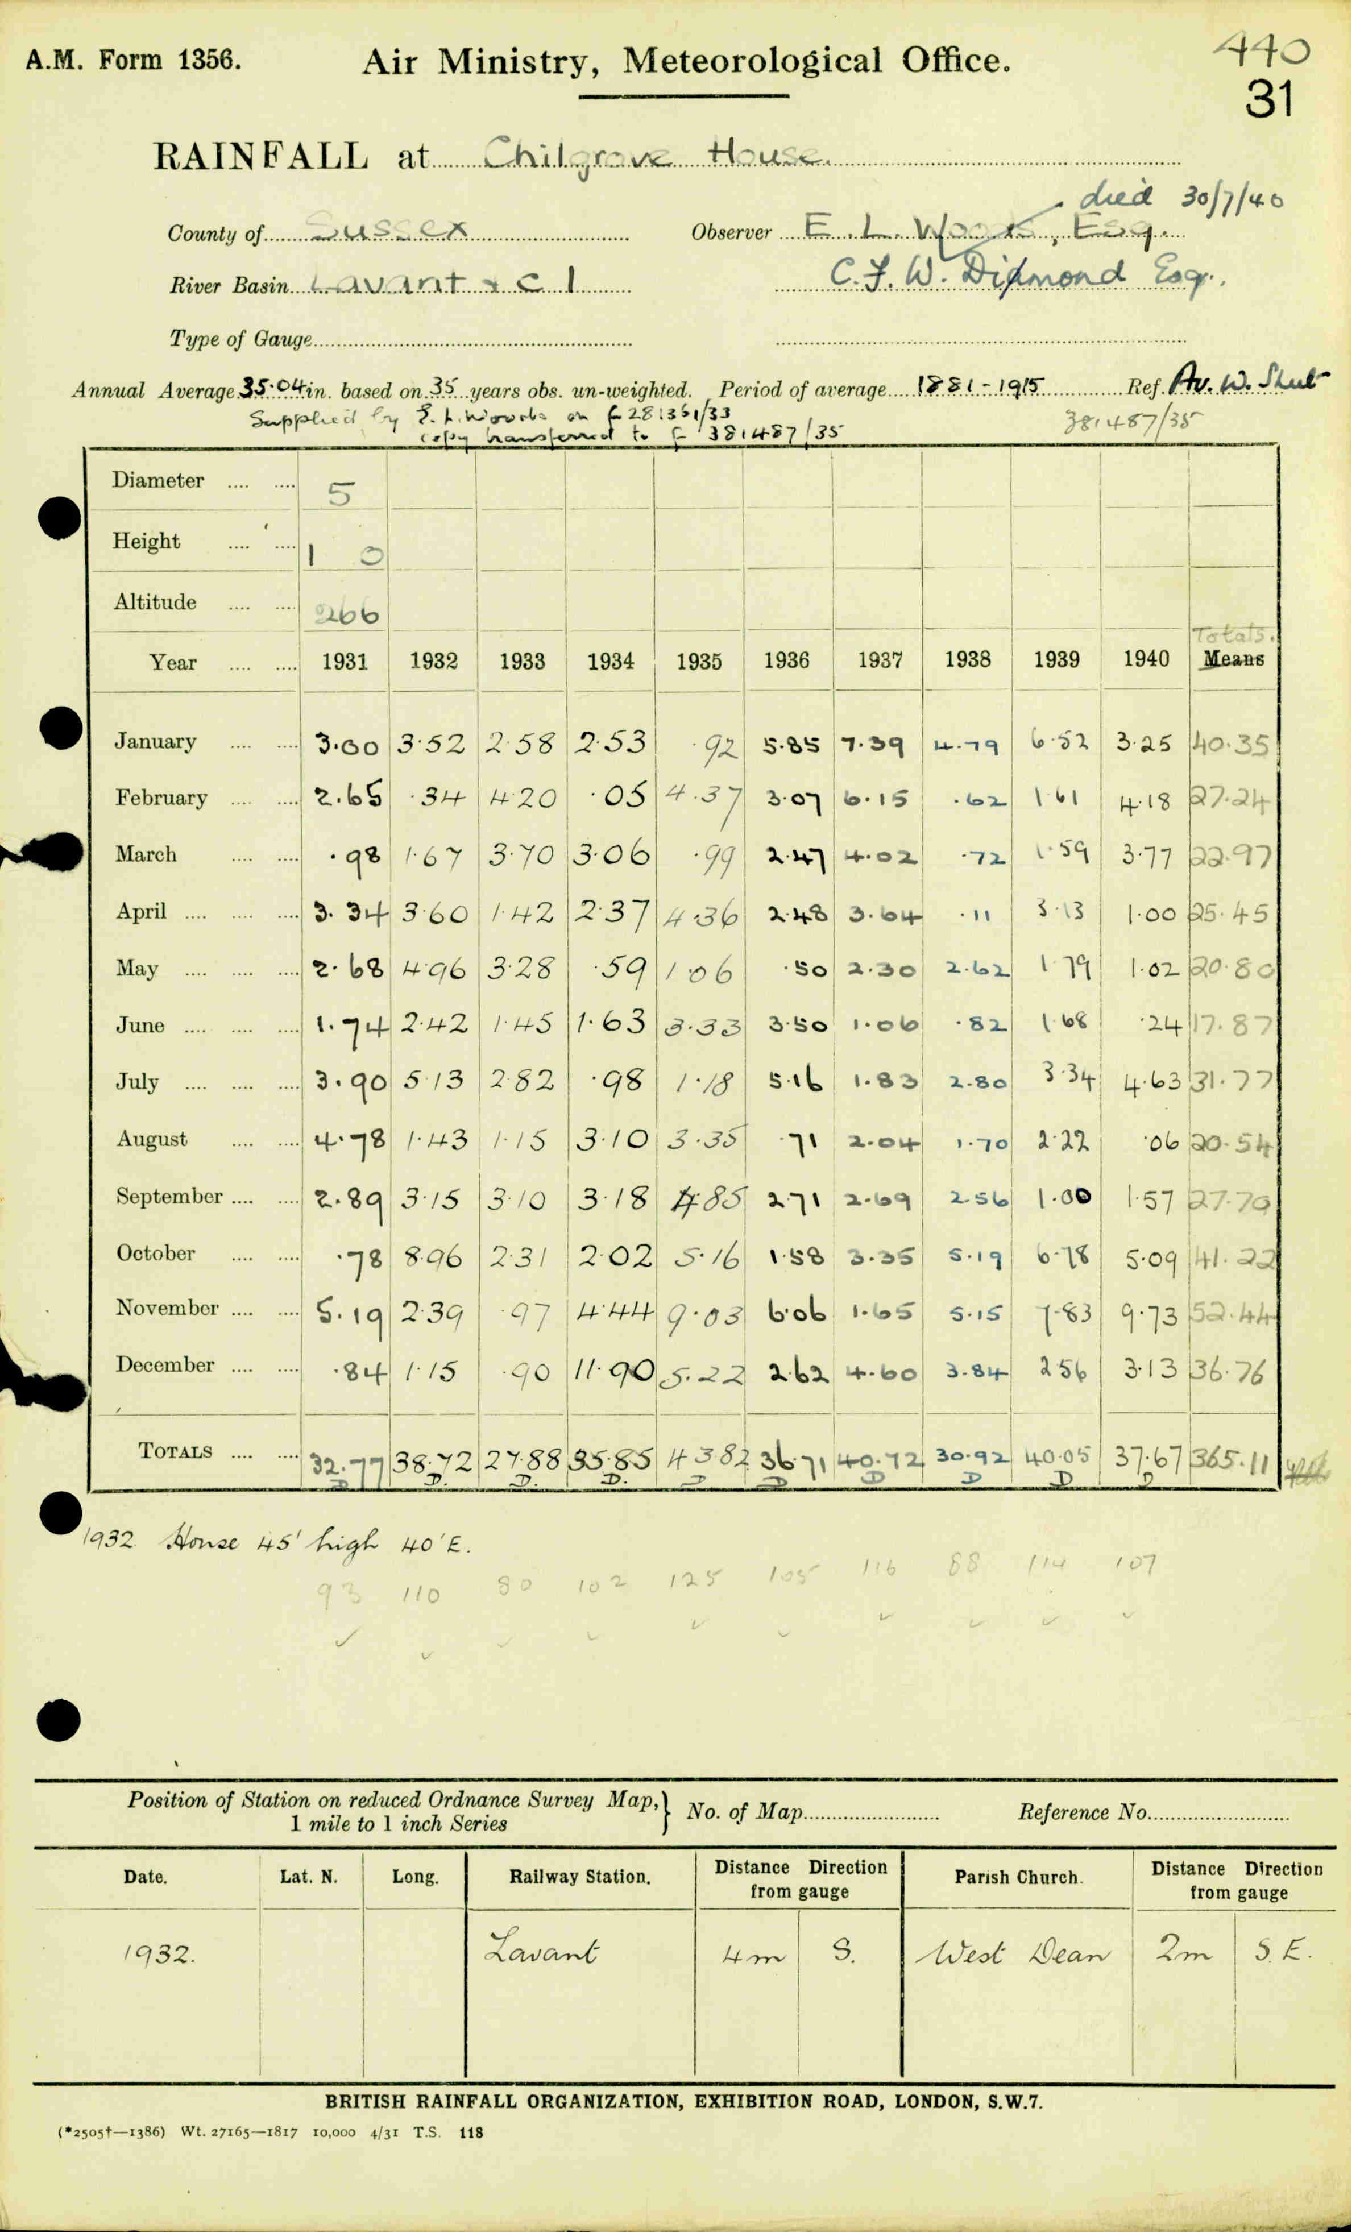 A.M. Form 1356.
Air Ministry, Meteorological Office.
440
31
RAINFALL at Chilgrove House.
died 30/7/40
County of Sussex Observer E. L. Woods, Esq.
River Basin Lavant & c 1 C. F. W. Dipmond Esq.
Type of Gauge
Annual Average 35.04 in. based on 35 years obs. un-weighted. Period of average 1881-1915 Ref. Av. W. Sheet
Supplied by E. L. Woods on f 281361/33
copy transferred to f 381487/35 381487/35
Diameter 5
Height 1 0
Altitude 266
Totals.
Year 1931 1932 1933 1934 1935 1936 1937 1938 1939 1940 Means
January 3.00 3.52 2.58 2.53 .92 5.85 7.39 4.79 6.52 3.25 40.35
February 2.65 .34 4.20 .05 4.37 3.07 6.15 .62 1.61 4.18 27.24
March .98 1.67 3.70 3.06 .99 2.47 4.02 .72 1.59 3.77 22.97
April 3.34 3.60 1.42 2.37 4.36 2.48 3.64 .11 3.13 1.00 25.45
May 2.68 4.96 3.28 .59 1.06 .50 2.30 2.62 1.79 1.02 20.80
June 1.74 2.42 1.45 1.63 3.33 3.50 1.06 .82 1.68 .24 17.87
July 3.90 5.13 2.82 .98 1.18 5.16 1.83 2.80 3.34 4.63 31.77
August 4.78 1.43 1.15 3.10 3.35 .71 2.04 1.70 2.22 .06 20.54
September 2.89 3.15 3.10 3.18 4.85 2.71 2.69 2.56 1.00 1.57 27.70
October .78 8.96 2.31 2.02 5.16 1.58 3.35 5.19 6.78 5.09 41.22
November 5.19 2.39 .97 4.44 9.03 6.06 1.65 5.15 7.83 9.73 52.44
December .84 1.15 .90 11.90 5.22 2.62 4.60 3.84 2.56 3.13 36.76
TOTALS 32.77 38.72 27.88 35.85 43.82 36.71 40.72 30.92 40.05 37.67 365.11
D D. D. D. D D D D D D
1932 House 45' high 40' E.
93 110 80 102 125 105 116 88 114 107
Position of Station on reduced Ordnance Survey Map,
1 mile to 1 inch Series
No. of Map Reference No.
Date. Lat. N. Long. Railway Station. Distance Direction from gauge Parish Church. Distance Direction from gauge
1932. Lavant 4m S. West Dean 2m S.E.
BRITISH RAINFALL ORGANIZATION, EXHIBITION ROAD, LONDON, S.W.7.
(*2505†—1386) Wt. 27165—1817 10,000 4/31 T.S. 118